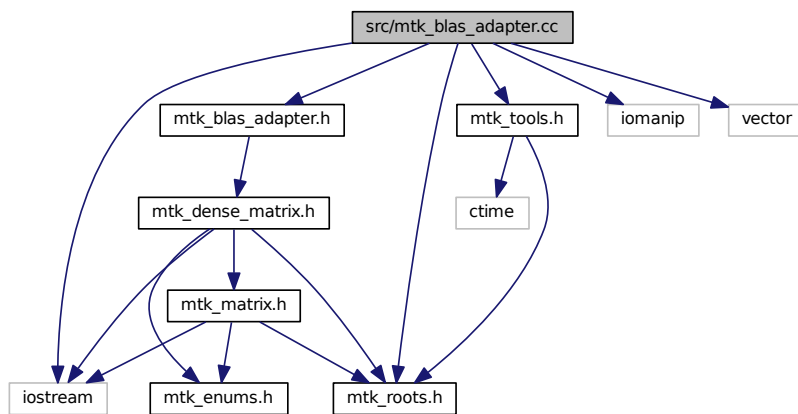 src/mtk_blas_adapter.cc
mtk_blas_adapter.h
mtk_tools.h
iomanip
vector
mtk_dense_matrix.h
ctime
mtk_matrix.h
iostream
mtk_enums.h
mtk_roots.h